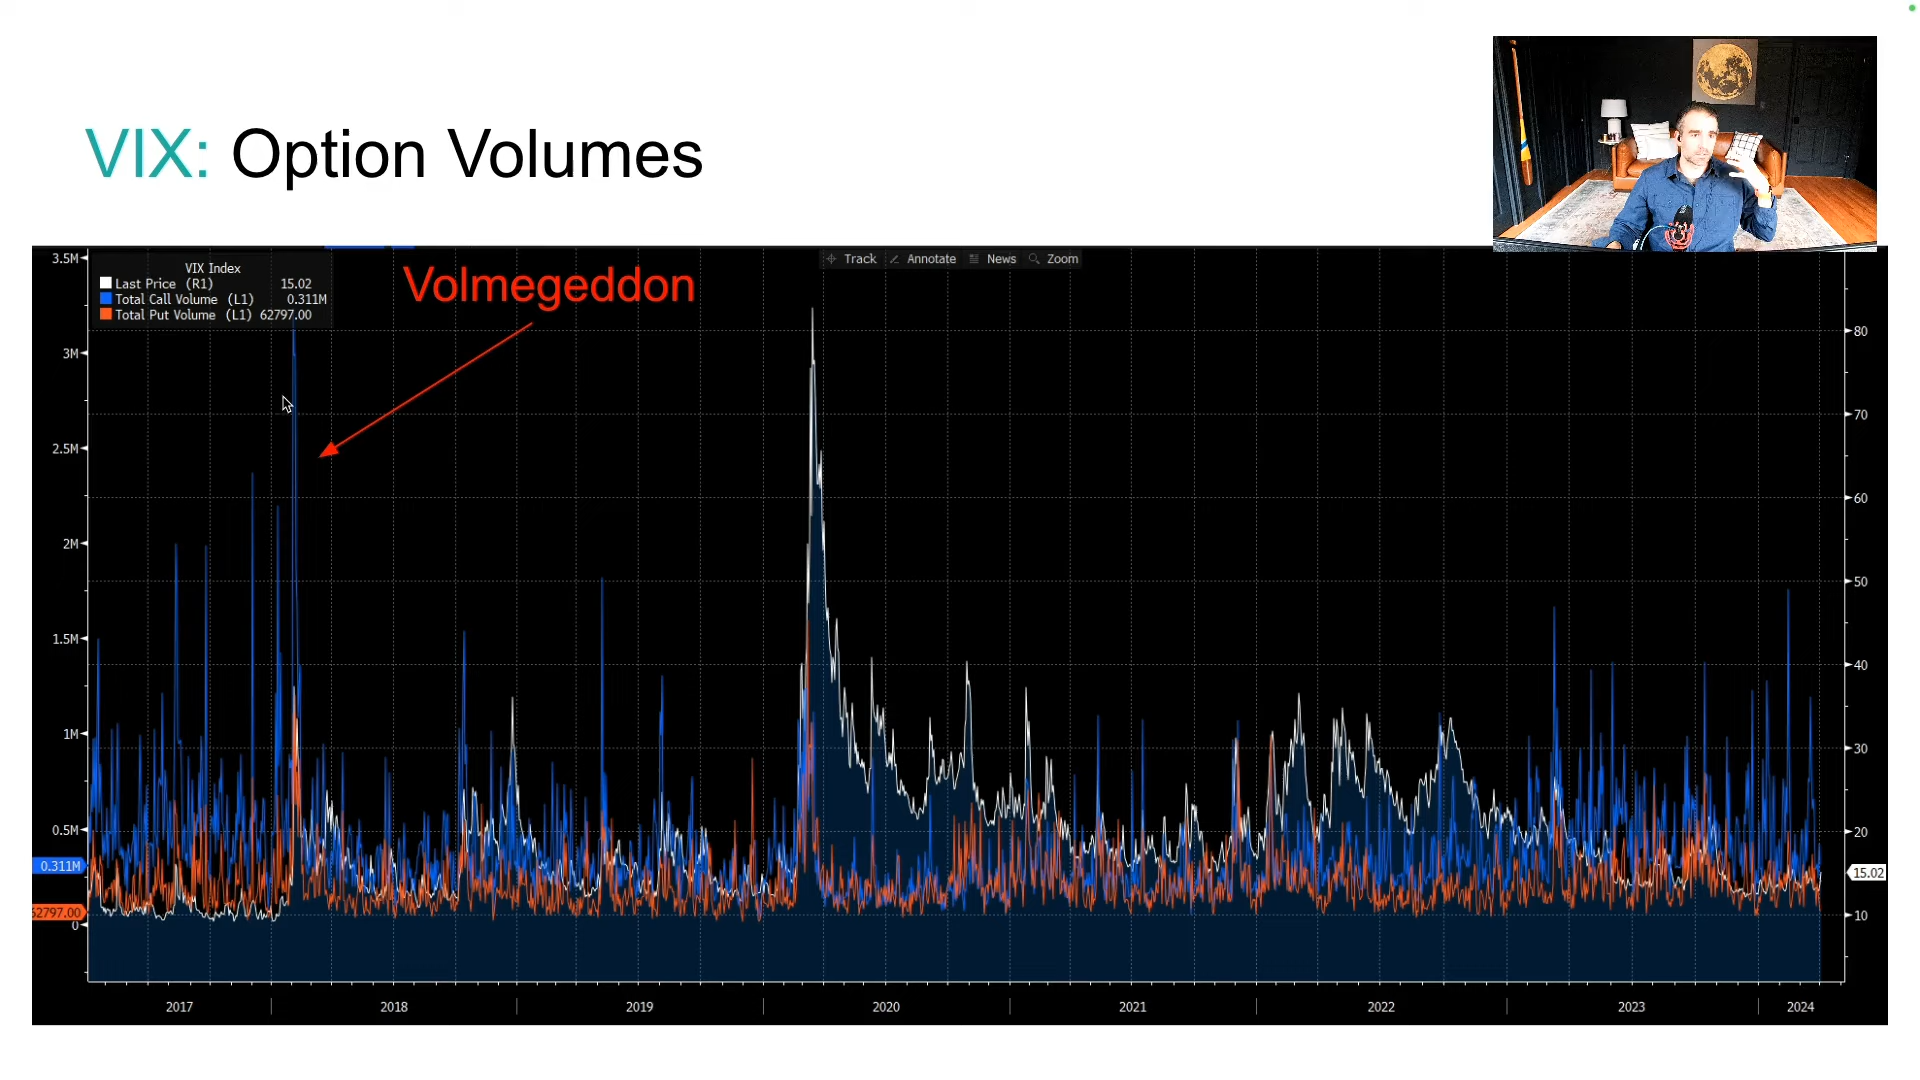 VIX: Option Volumes
VIX Index
Last Price (R1) 15.02
Total Call Volume (L1) 0.311M
Total Put Volume (L1) 62797.00
Volmegeddon
Track Annotate News Zoom
3.5M
3M
2.5M
2M
1.5M
1M
0.5M
0.311M
62797.00
0
80
70
60
50
40
30
20
15.02
10
2017 2018 2019 2020 2021 2022 2023 2024